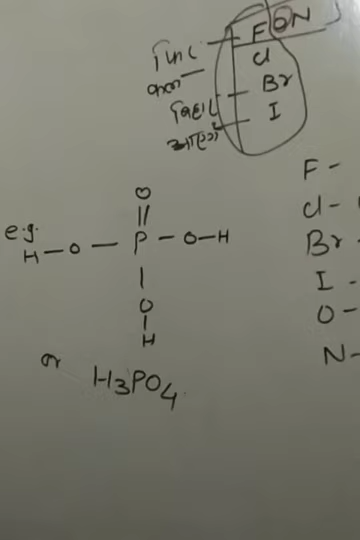 F O N
Cl
Br
I
e.g.
O
||
H-O-P-O-H
|
O
|
H
or H3PO4
F-
Cl-
Br-
I-
O-
N-